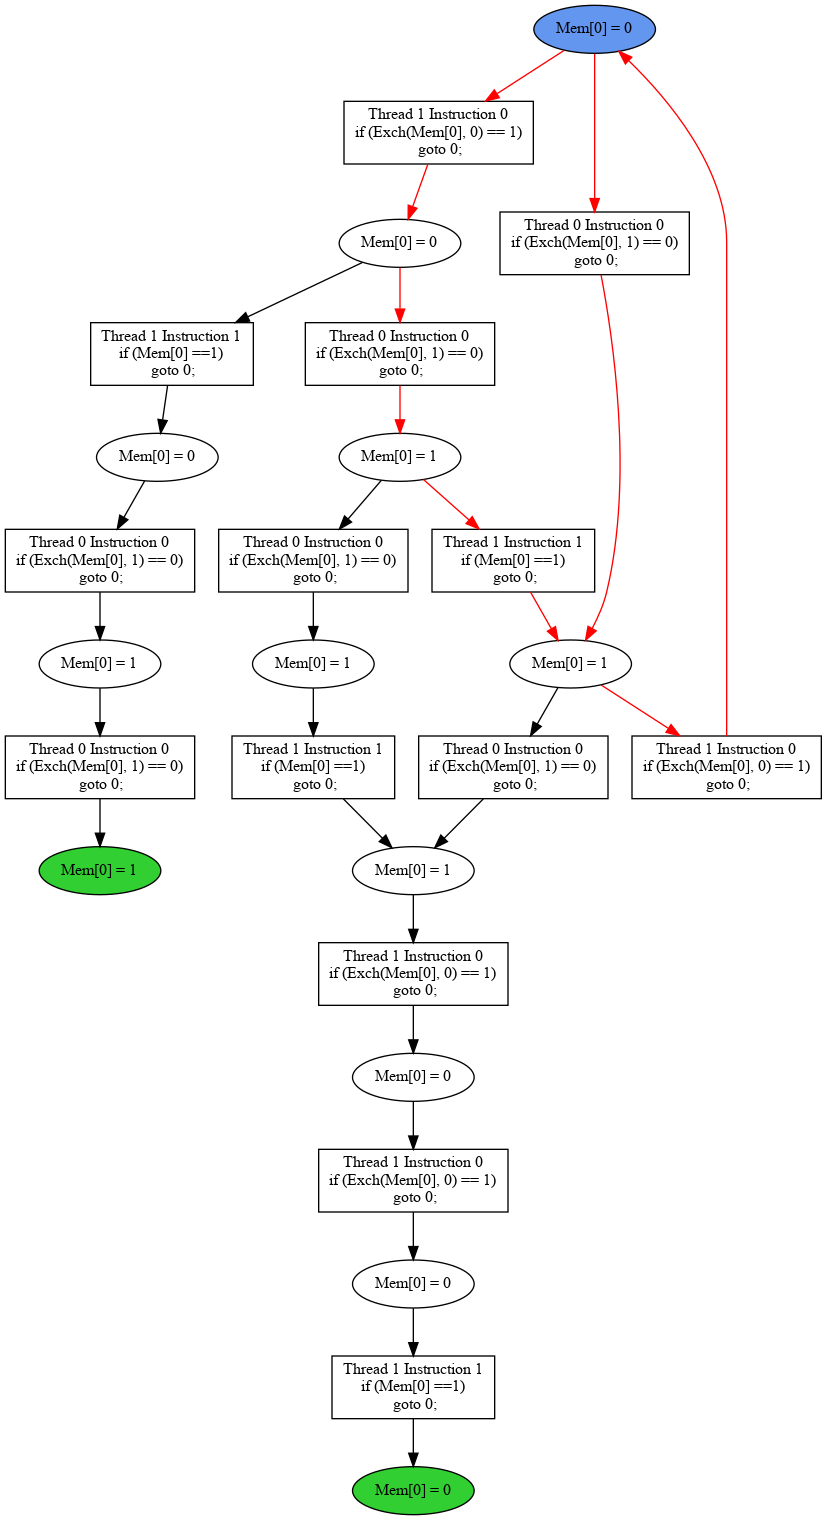 Mem[0] = 0
Thread 1 Instruction 0
if (Exch(Mem[0], 0) == 1)
goto 0;
Mem[0] = 0
Thread 0 Instruction 0
if (Exch(Mem[0], 1) == 0)
goto 0;
Thread 1 Instruction 1
if (Mem[0] ==1)
goto 0;
Thread 0 Instruction 0
if (Exch(Mem[0], 1) == 0)
goto 0;
Mem[0] = 0
Mem[0] = 1
Thread 0 Instruction 0
if (Exch(Mem[0], 1) == 0)
goto 0;
Thread 0 Instruction 0
if (Exch(Mem[0], 1) == 0)
goto 0;
Thread 1 Instruction 1
if (Mem[0] ==1)
goto 0;
Mem[0] = 1
Mem[0] = 1
Mem[0] = 1
Thread 0 Instruction 0
if (Exch(Mem[0], 1) == 0)
goto 0;
Thread 1 Instruction 1
if (Mem[0] ==1)
goto 0;
Thread 0 Instruction 0
if (Exch(Mem[0], 1) == 0)
goto 0;
Thread 1 Instruction 0
if (Exch(Mem[0], 0) == 1)
goto 0;
Mem[0] = 1
Mem[0] = 1
Thread 1 Instruction 0
if (Exch(Mem[0], 0) == 1)
goto 0;
Mem[0] = 0
Thread 1 Instruction 0
if (Exch(Mem[0], 0) == 1)
goto 0;
Mem[0] = 0
Thread 1 Instruction 1
if (Mem[0] ==1)
goto 0;
Mem[0] = 0